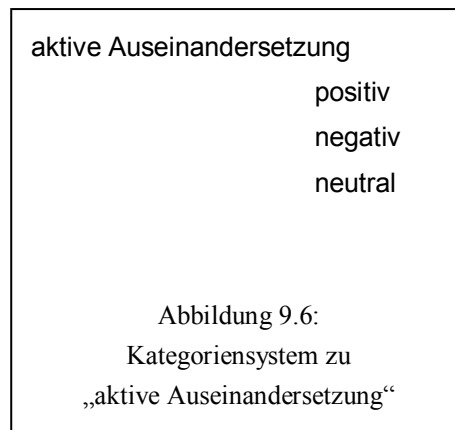 aktive Auseinandersetzung
positiv
negativ
neutral
Abbildung 9.6:
Kategoriensystem zu
„aktive Auseinandersetzung“